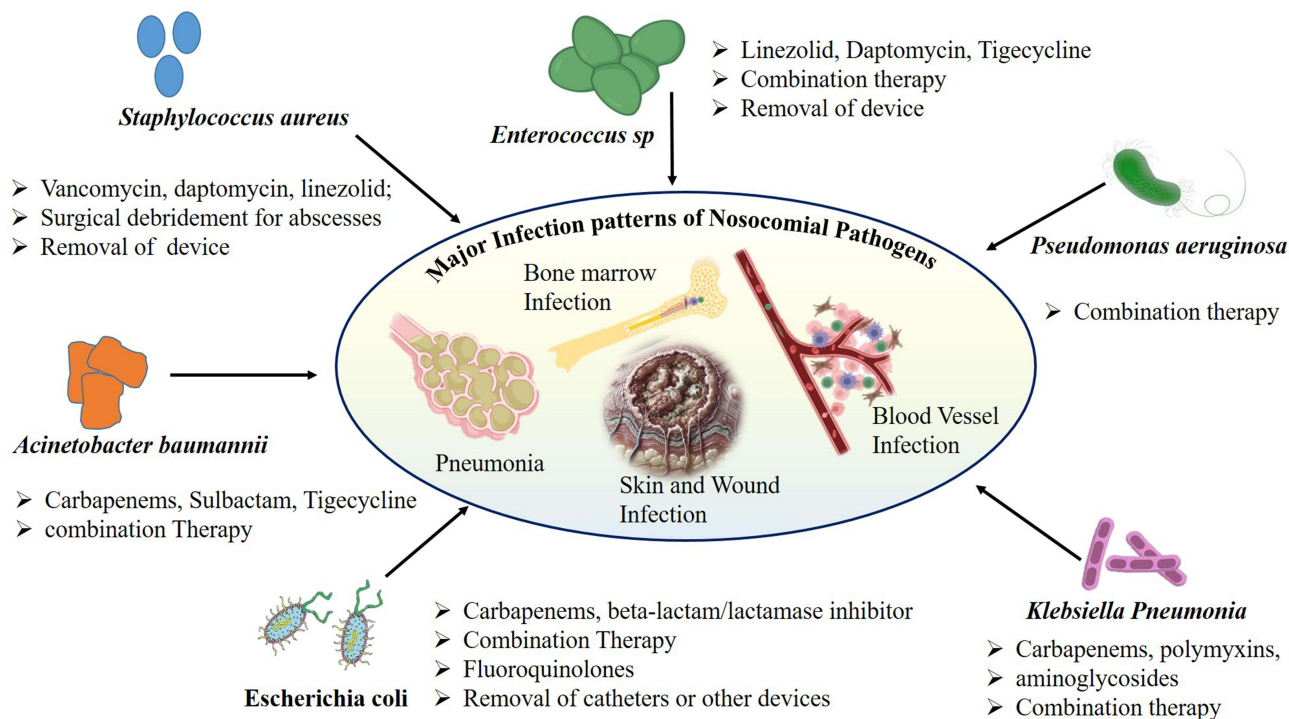 Staphylococcus aureus
➢ Vancomycin, daptomycin, linezolid;
➢ Surgical debridement for abscesses
➢ Removal of device
Enterococcus sp
➢ Linezolid, Daptomycin, Tigecycline
➢ Combination therapy
➢ Removal of device
Pseudomonas aeruginosa
➢ Combination therapy
Major Infection patterns of Nosocomial Pathogens
Bone marrow
Infection
Pneumonia
Skin and Wound
Infection
Blood Vessel
Infection
Acinetobacter baumannii
➢ Carbapenems, Sulbactam, Tigecycline
➢ combination Therapy
Escherichia coli
➢ Carbapenems, beta-lactam/lactamase inhibitor
➢ Combination Therapy
➢ Fluoroquinolones
➢ Removal of catheters or other devices
Klebsiella Pneumonia
➢ Carbapenems, polymyxins,
➢ aminoglycosides
➢ Combination therapy